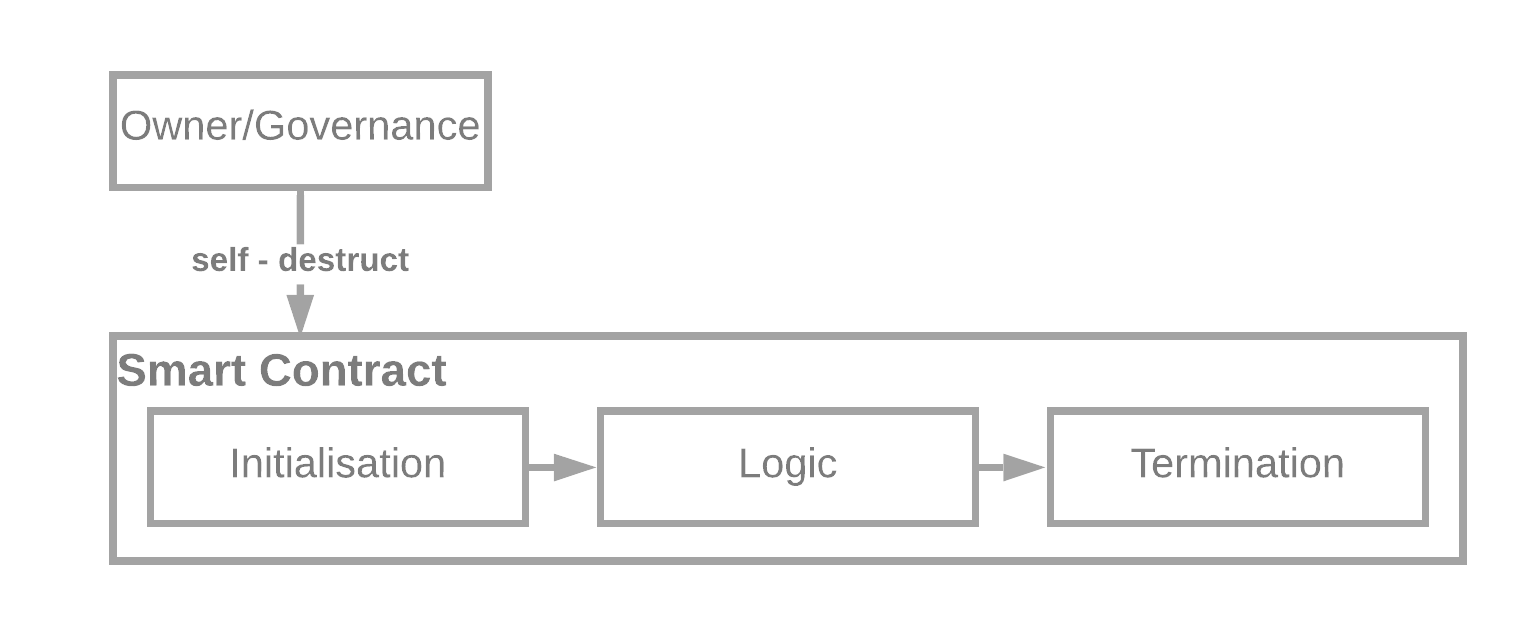 Owner/Governance
self - destruct
Smart Contract
Initialisation
Logic
Termination